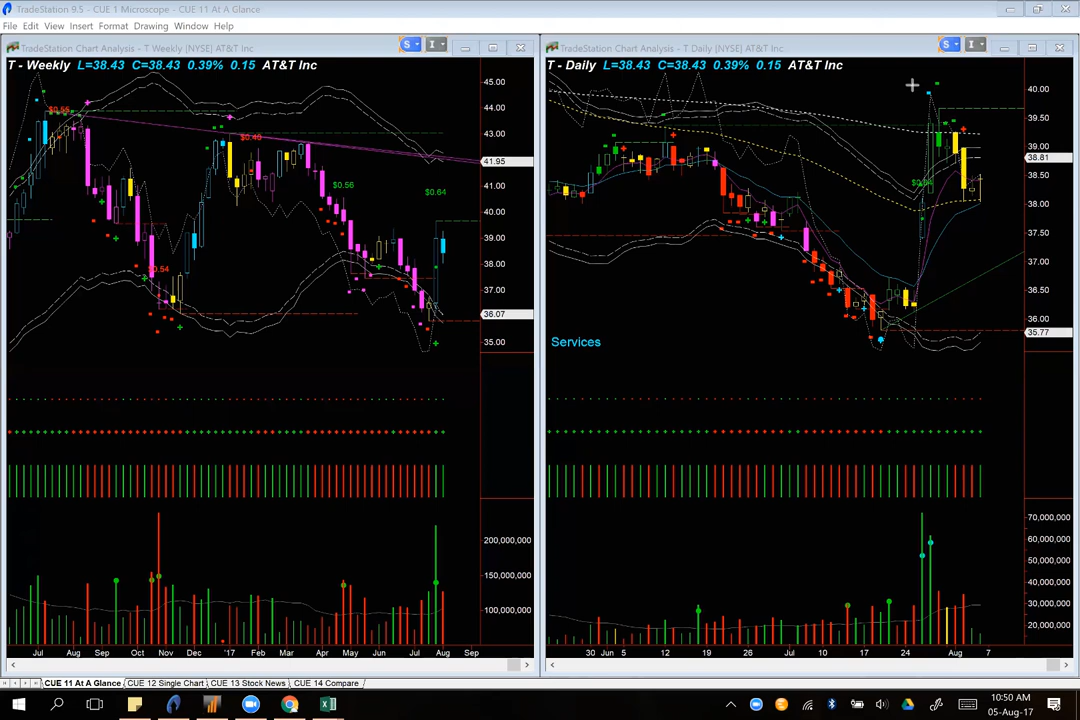 TradeStation 9.5 - CUE 1 Microscope - CUE 11 At A Glance
File Edit View Insert Format Drawing Window Help
TradeStation Chart Analysis - T Weekly [NYSE] AT&T Inc
S
I
T - Weekly L=38.43 C=38.43 0.39% 0.15 AT&T Inc
45.00
44.00
43.00
41.95
41.00
40.00
39.00
38.00
37.00
36.07
35.00
$0.55
$0.49
$0.56
$0.64
$0.54
200,000,000
150,000,000
100,000,000
Jul Aug Sep Oct Nov Dec '17 Feb Mar Apr May Jun Jul Aug Sep
TradeStation Chart Analysis - T Daily [NYSE] AT&T Inc.
S
I
T - Daily L=38.43 C=38.43 0.39% 0.15 AT&T Inc
40.00
39.50
39.00
38.81
38.50
38.00
37.50
37.00
36.50
36.00
35.77
Services
70,000,000
60,000,000
50,000,000
40,000,000
30,000,000
20,000,000
30 Jun 5 12 19 26 Jul 10 17 24 Aug 7
CUE 11 At A Glance CUE 12 Single Chart CUE 13 Stock News CUE 14 Compare
10:50 AM
05-Aug-17